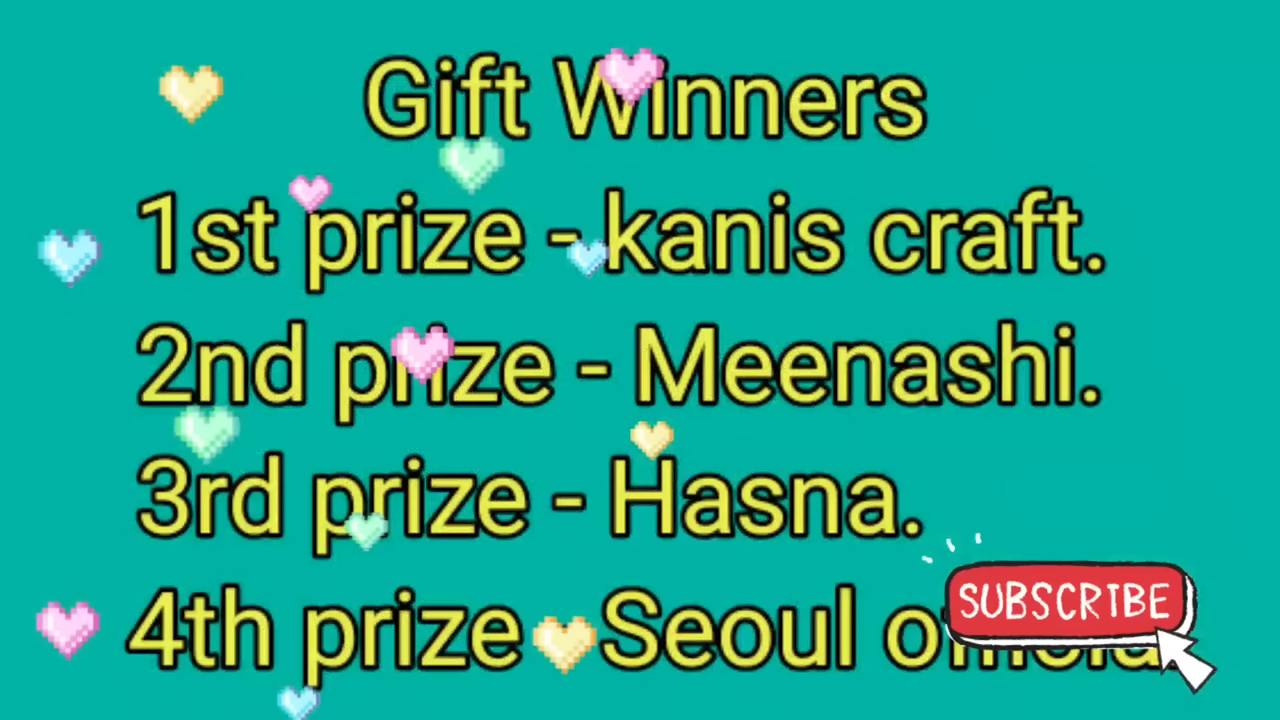 Gift Winners
1st prize - kanis craft.
2nd prize - Meenashi.
3rd prize - Hasna.
4th prize Seoul
SUBSCRIBE